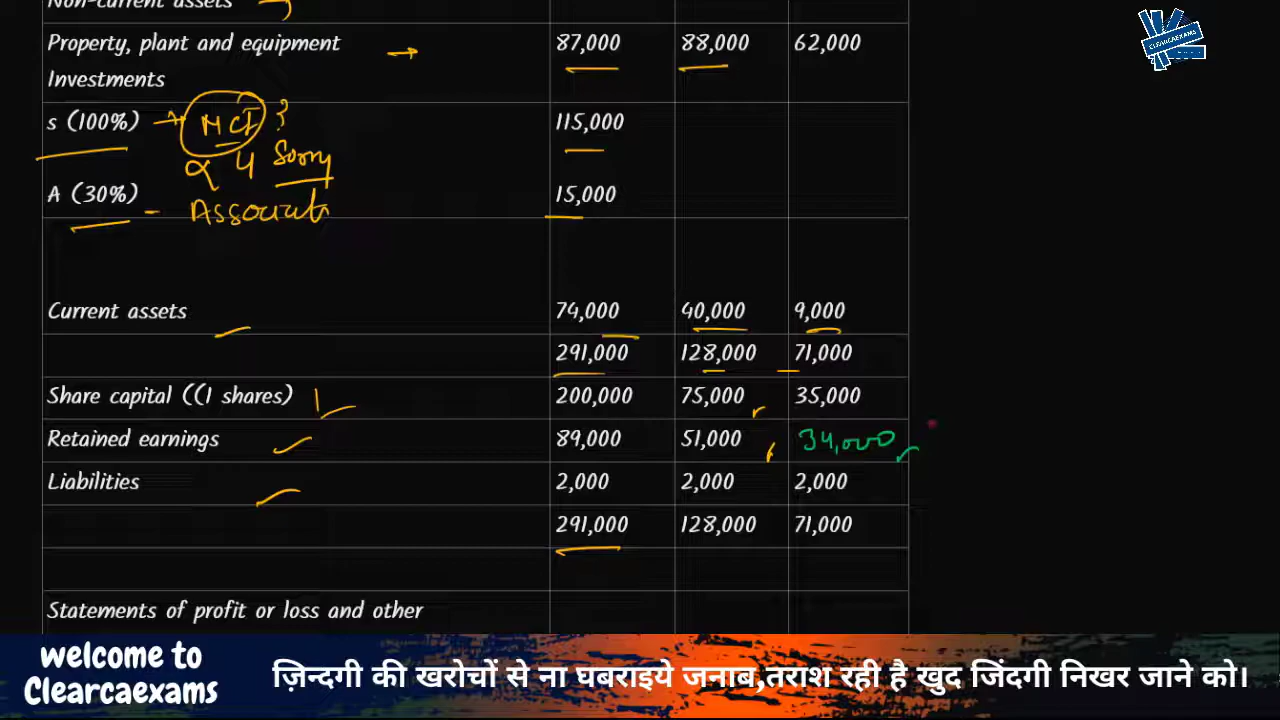 Non-current assets
CLEARCAEXAMS
Property, plant and equipment 87,000 88,000 62,000
Investments
s (100%) NCI ? 115,000
Sorry
A (30%) - Associate 15,000
Current assets 74,000 40,000 9,000
291,000 128,000 71,000
Share capital ((1 shares) 200,000 75,000 35,000
Retained earnings 89,000 51,000 34,000
Liabilities 2,000 2,000 2,000
291,000 128,000 71,000
Statements of profit or loss and other
welcome to
Clearcaexams
ज़िन्दगी की खरोचों से ना घबराइये जनाब,तराश रही है खुद जिंदगी निखर जाने को।